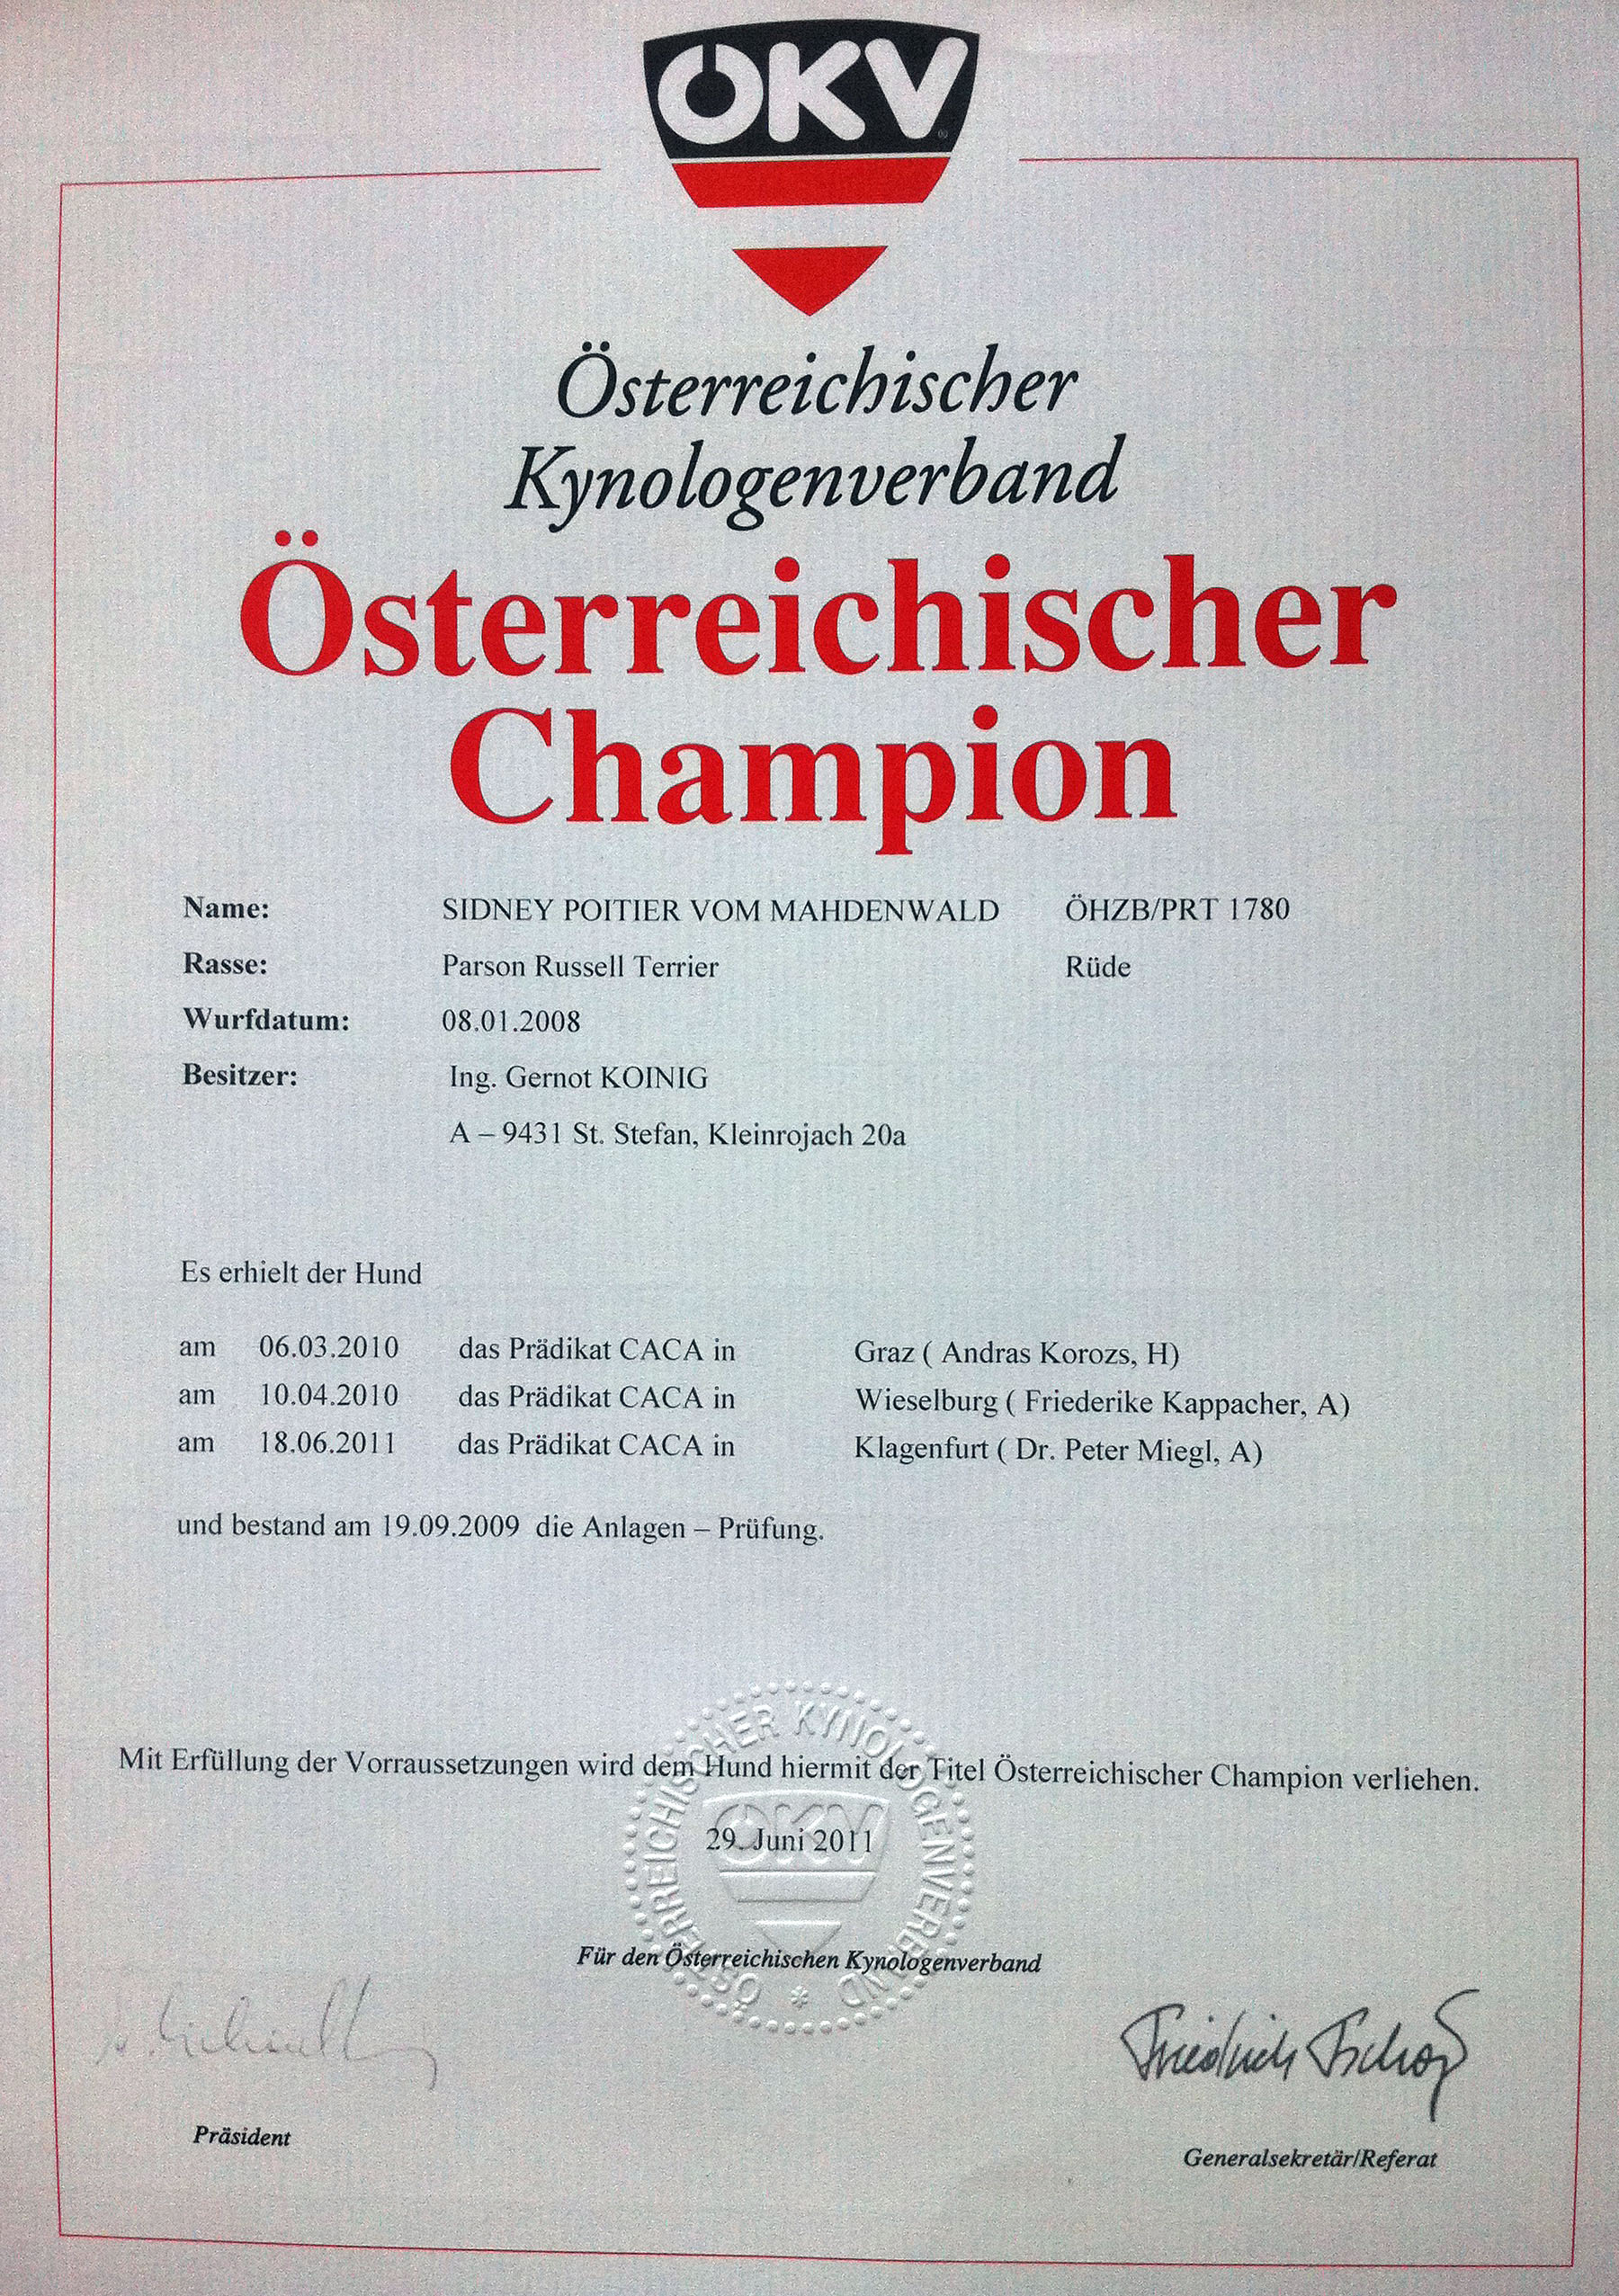 ÖKV
Österreichischer
Kynologenverband
Österreichischer
Champion
Name: SIDNEY POITIER VOM MAHDENWALD ÖHZB/PRT 1780
Rasse: Parson Russell Terrier Rüde
Wurfdatum: 08.01.2008
Besitzer: Ing. Gernot KOINIG
A – 9431 St. Stefan, Kleinrojach 20a
Es erhielt der Hund
am 06.03.2010 das Prädikat CACA in Graz ( Andras Korozs, H)
am 10.04.2010 das Prädikat CACA in Wieselburg ( Friederike Kappacher, A)
am 18.06.2011 das Prädikat CACA in Klagenfurt ( Dr. Peter Miegl, A)
und bestand am 19.09.2009 die Anlagen – Prüfung.
Mit Erfüllung der Vorraussetzungen wird dem Hund hiermit der Titel Österreichischer Champion verliehen.
29. Juni 2011
ÖSTERREICHISCHER KYNOLOGENVERBAND
ÖKV
Für den Österreichischen Kynologenverband
Friedrich
Präsident
Generalsekretär/Referat